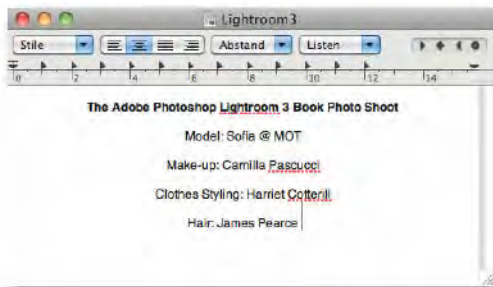 Lightroom3
Stile Abstand Listen
0 2 4 6 8 10 12 14
The Adobe Photoshop Lightroom 3 Book Photo Shoot
Model: Sofia @ MOT
Make-up: Camilla Pascucci
Clothes Styling: Harriet Cotterill
Hair: James Pearce